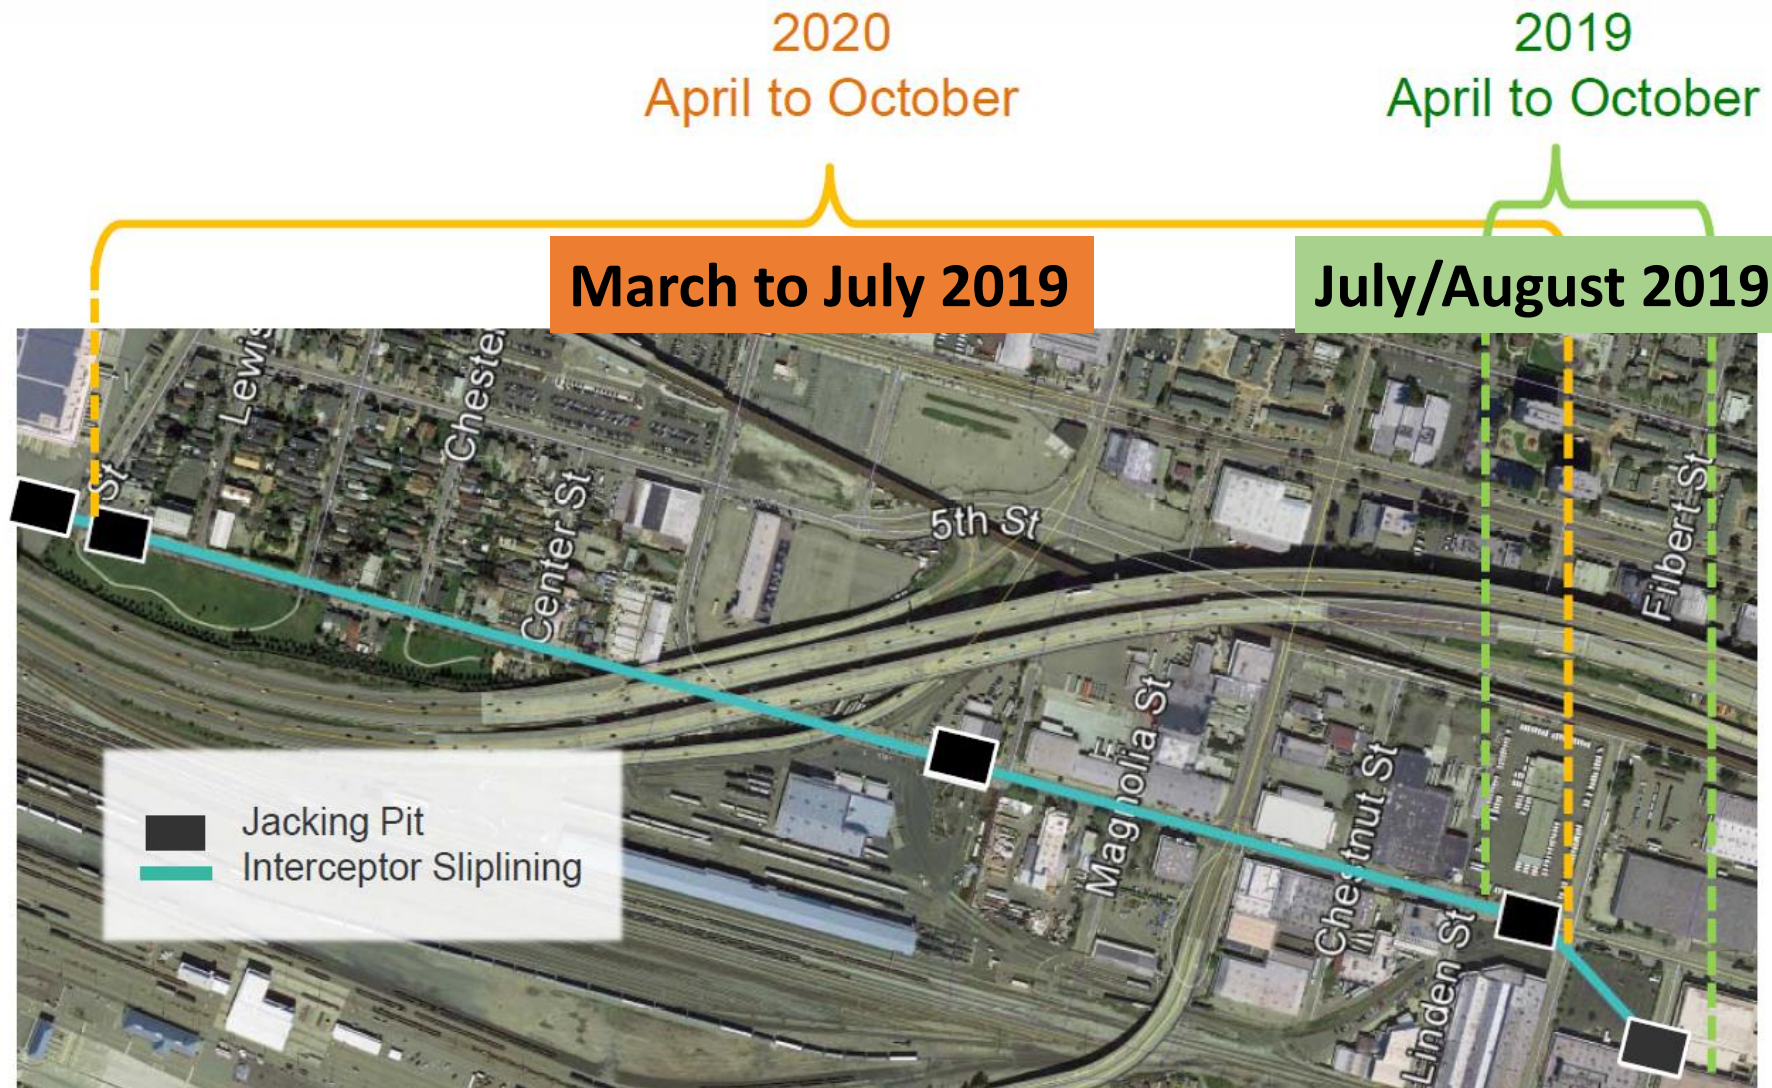 2020
April to October
2019
April to October
March to July 2019
July/August 2019
Lewis
Chester
St
Center St
5th St
Filbert St
Magnolia St
Chestnut St
Linden St
Jacking Pit
Interceptor Sliplining